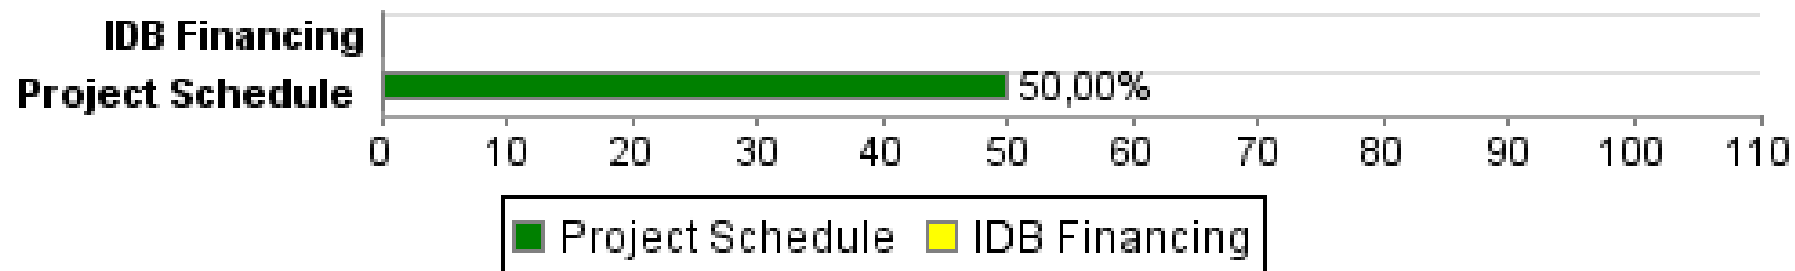 IDB Financing
Project Schedule
50,00%
0 10 20 30 40 50 60 70 80 90 100 110
Project Schedule IDB Financing